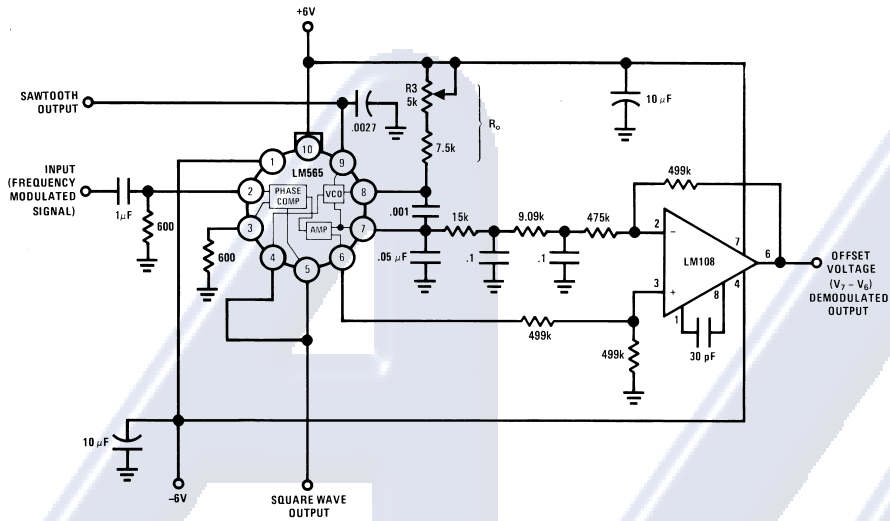 +6V
SAWTOOTH
OUTPUT
.0027
R3
5k
Ro
7.5k
10 μF
INPUT
(FREQUENCY
MODULATED
SIGNAL)
1μF
600
600
LM565
1
2
3
4
5
6
7
8
9
10
PHASE
COMP
VCO
AMP
.001
.05 μF
15k
.1
9.09k
.1
475k
499k
499k
499k
2
−
3
+
LM108
7
6
4
8
1
30 pF
OFFSET
VOLTAGE
(V7 − V6)
DEMODULATED
OUTPUT
10 μF
−6V
SQUARE WAVE
OUTPUT